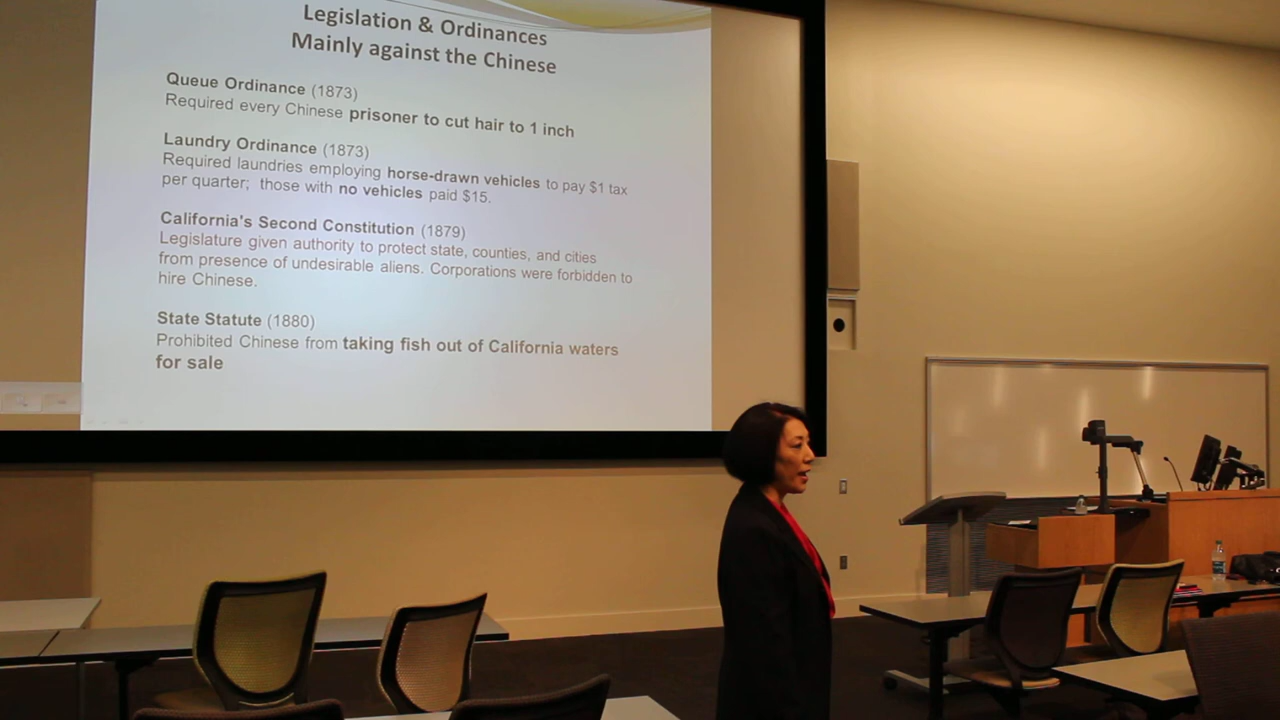 Legislation & Ordinances
Mainly against the Chinese
Queue Ordinance (1873)
Required every Chinese prisoner to cut hair to 1 inch
Laundry Ordinance (1873)
Required laundries employing horse-drawn vehicles to pay $1 tax
per quarter; those with no vehicles paid $15.
California's Second Constitution (1879)
Legislature given authority to protect state, counties, and cities
from presence of undesirable aliens. Corporations were forbidden to
hire Chinese.
State Statute (1880)
Prohibited Chinese from taking fish out of California waters
for sale